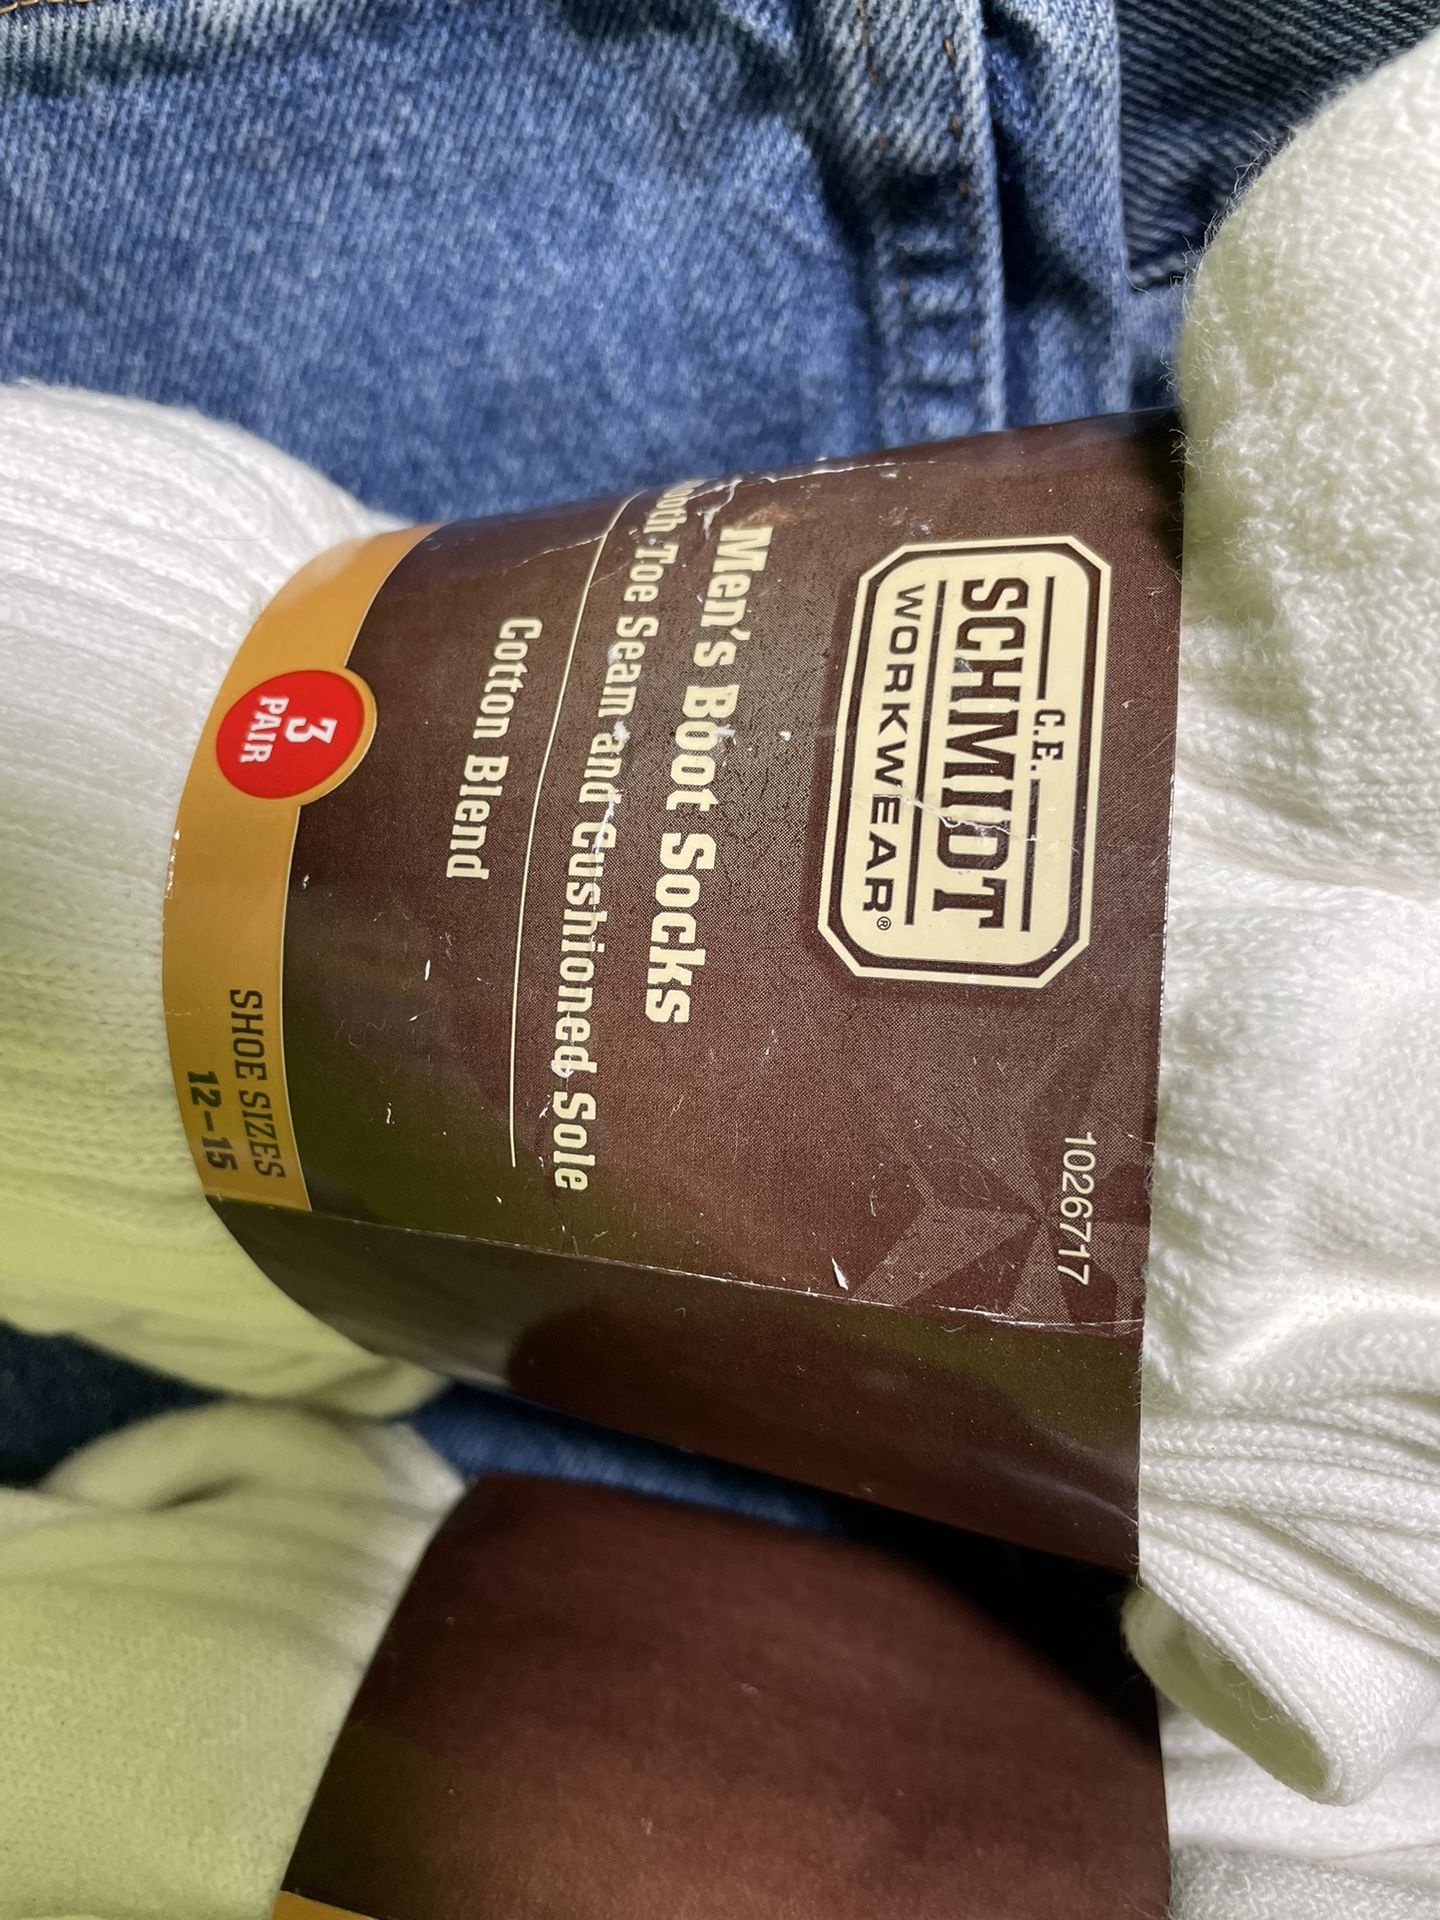 1026717
C.E.
SCHMIDT
WORKWEAR®
Men's Boot Socks
Toe Seam and Cushioned Sole
Cotton Blend
3
PAIR
SHOE SIZES
12-15